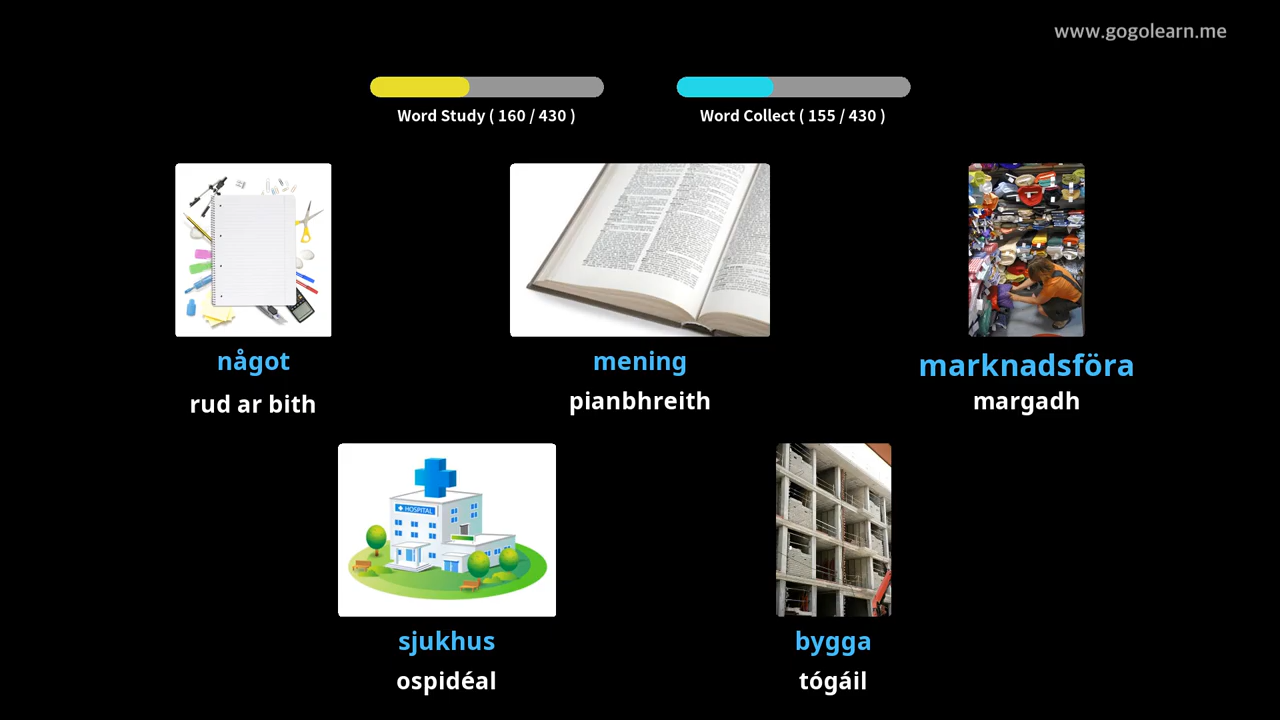 www.gogolearn.me
Word Study ( 160 / 430 )
Word Collect ( 155 / 430 )
något
mening
marknadsföra
rud ar bith
pianbhreith
margadh
HOSPITAL
sjukhus
bygga
ospidéal
tógáil